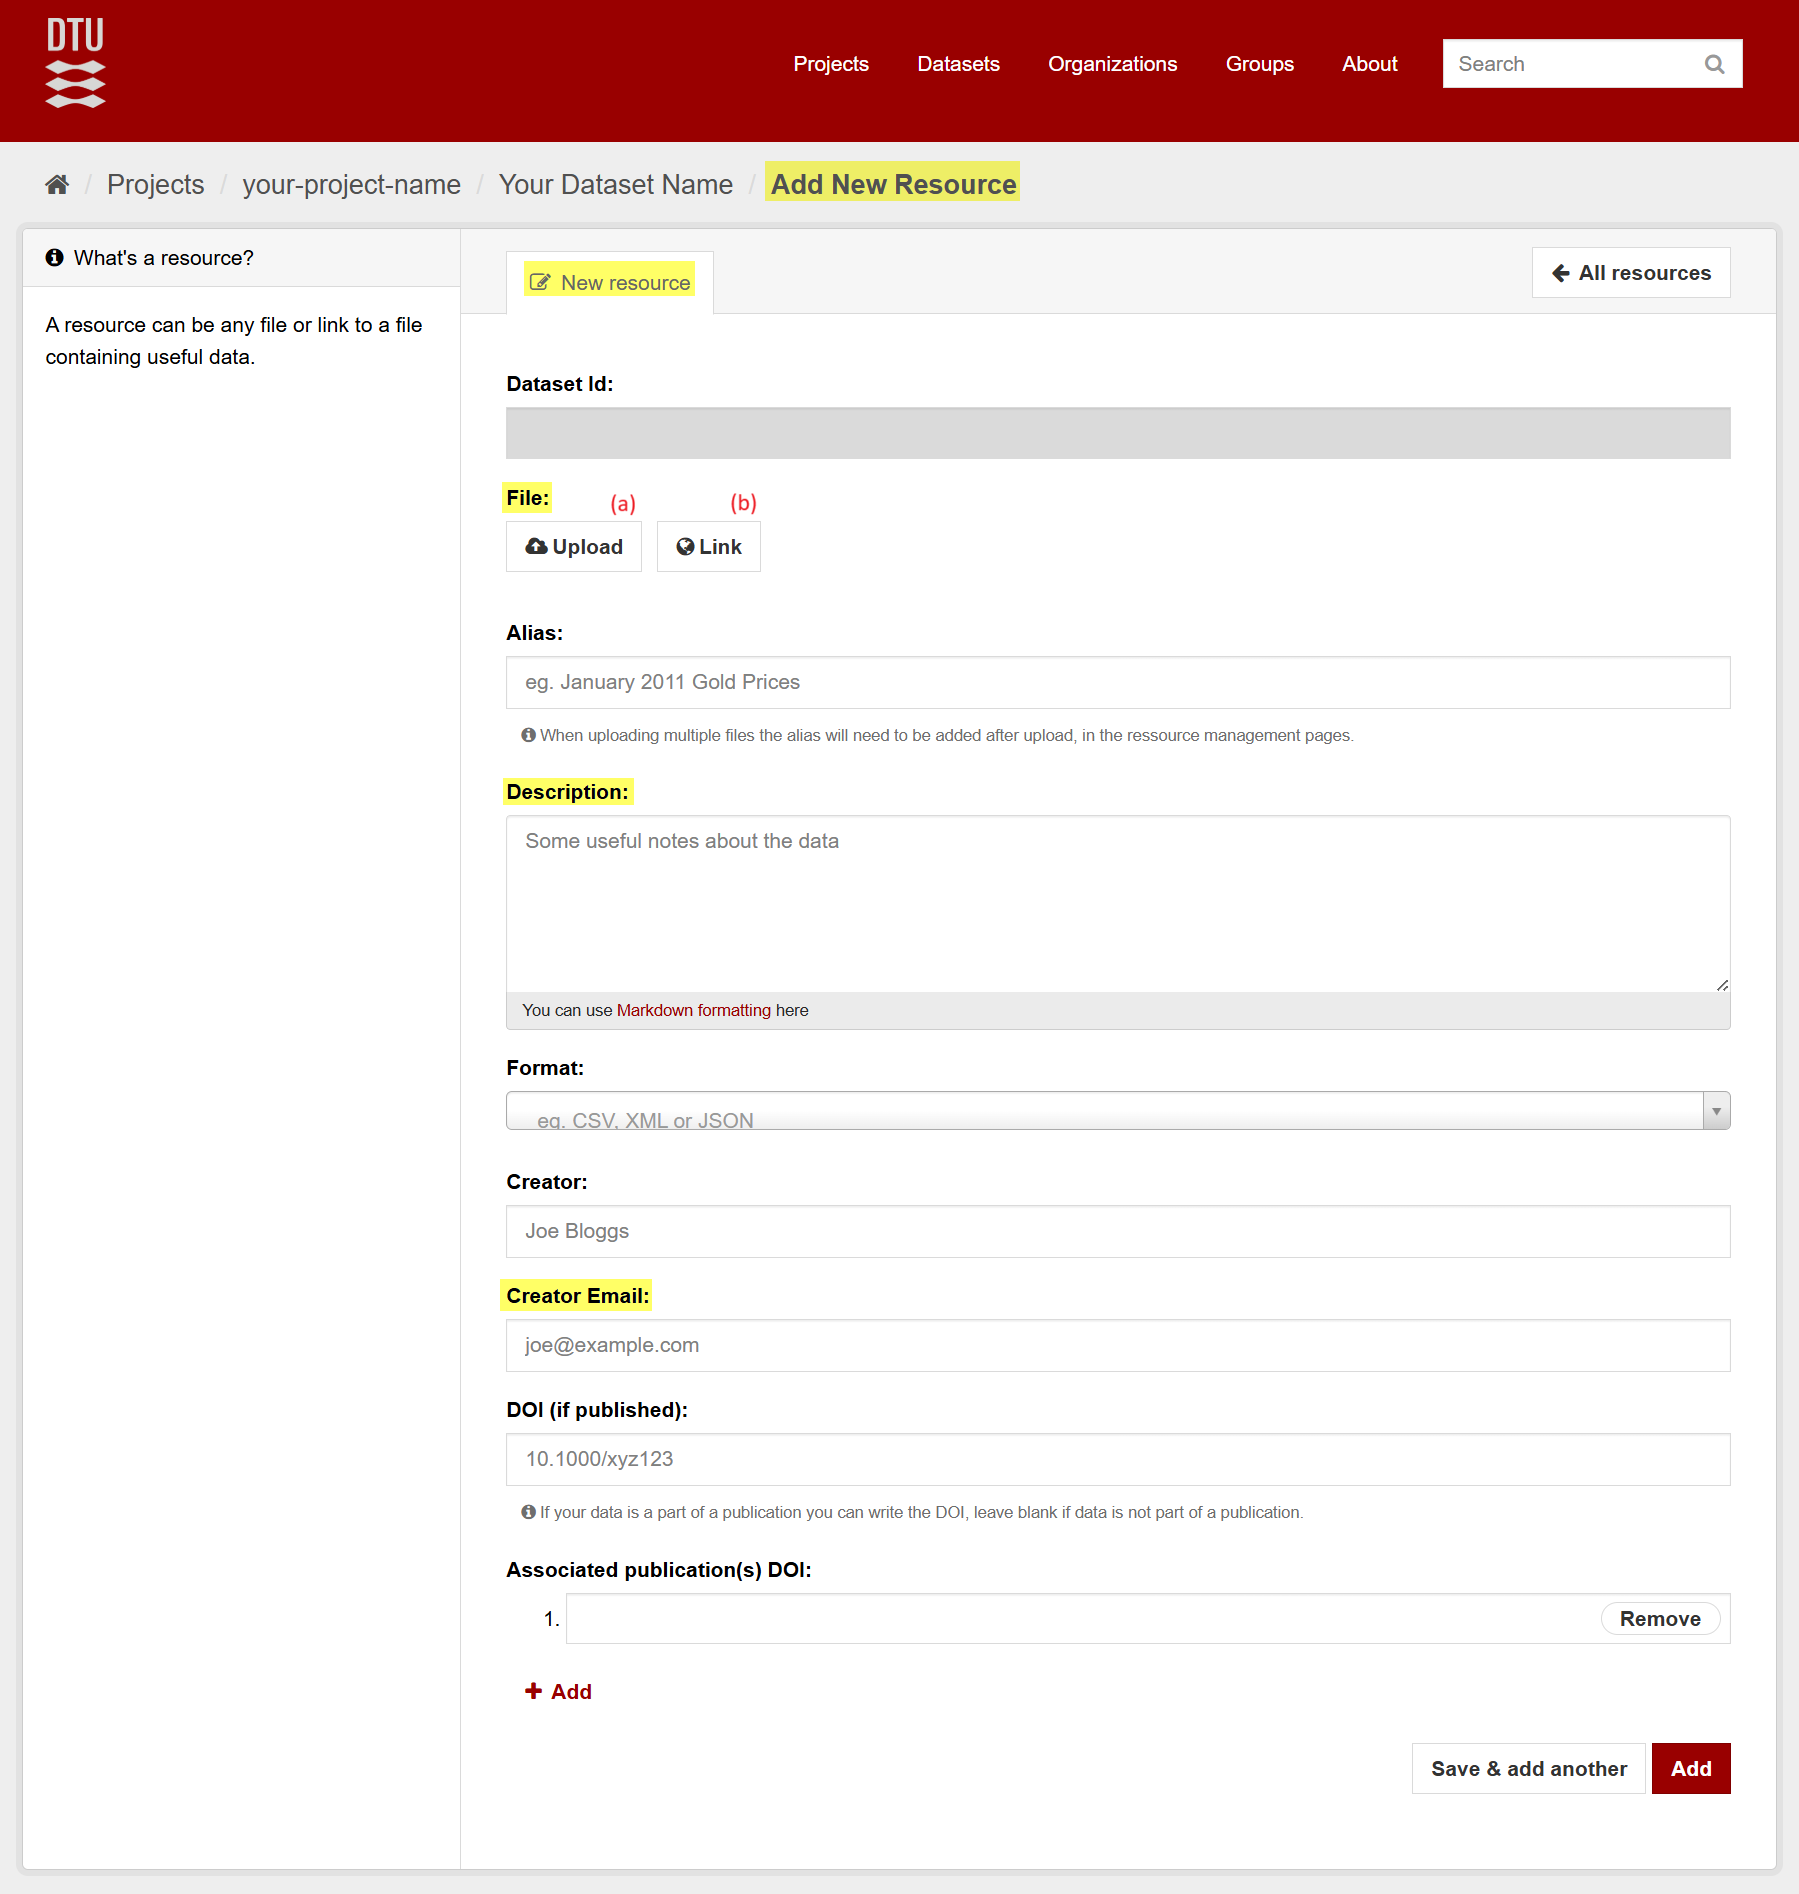 DTU
Projects Datasets Organizations Groups About Search
/ Projects / your-project-name / Your Dataset Name / Add New Resource
What's a resource?
A resource can be any file or link to a file
containing useful data.
New resource
All resources
Dataset Id:
File: (a) (b)
Upload Link
Alias:
eg. January 2011 Gold Prices
When uploading multiple files the alias will need to be added after upload, in the ressource management pages.
Description:
Some useful notes about the data
You can use Markdown formatting here
Format:
eg. CSV, XML or JSON
Creator:
Joe Bloggs
Creator Email:
joe@example.com
DOI (if published):
10.1000/xyz123
If your data is a part of a publication you can write the DOI, leave blank if data is not part of a publication.
Associated publication(s) DOI:
1. Remove
+ Add
Save & add another Add